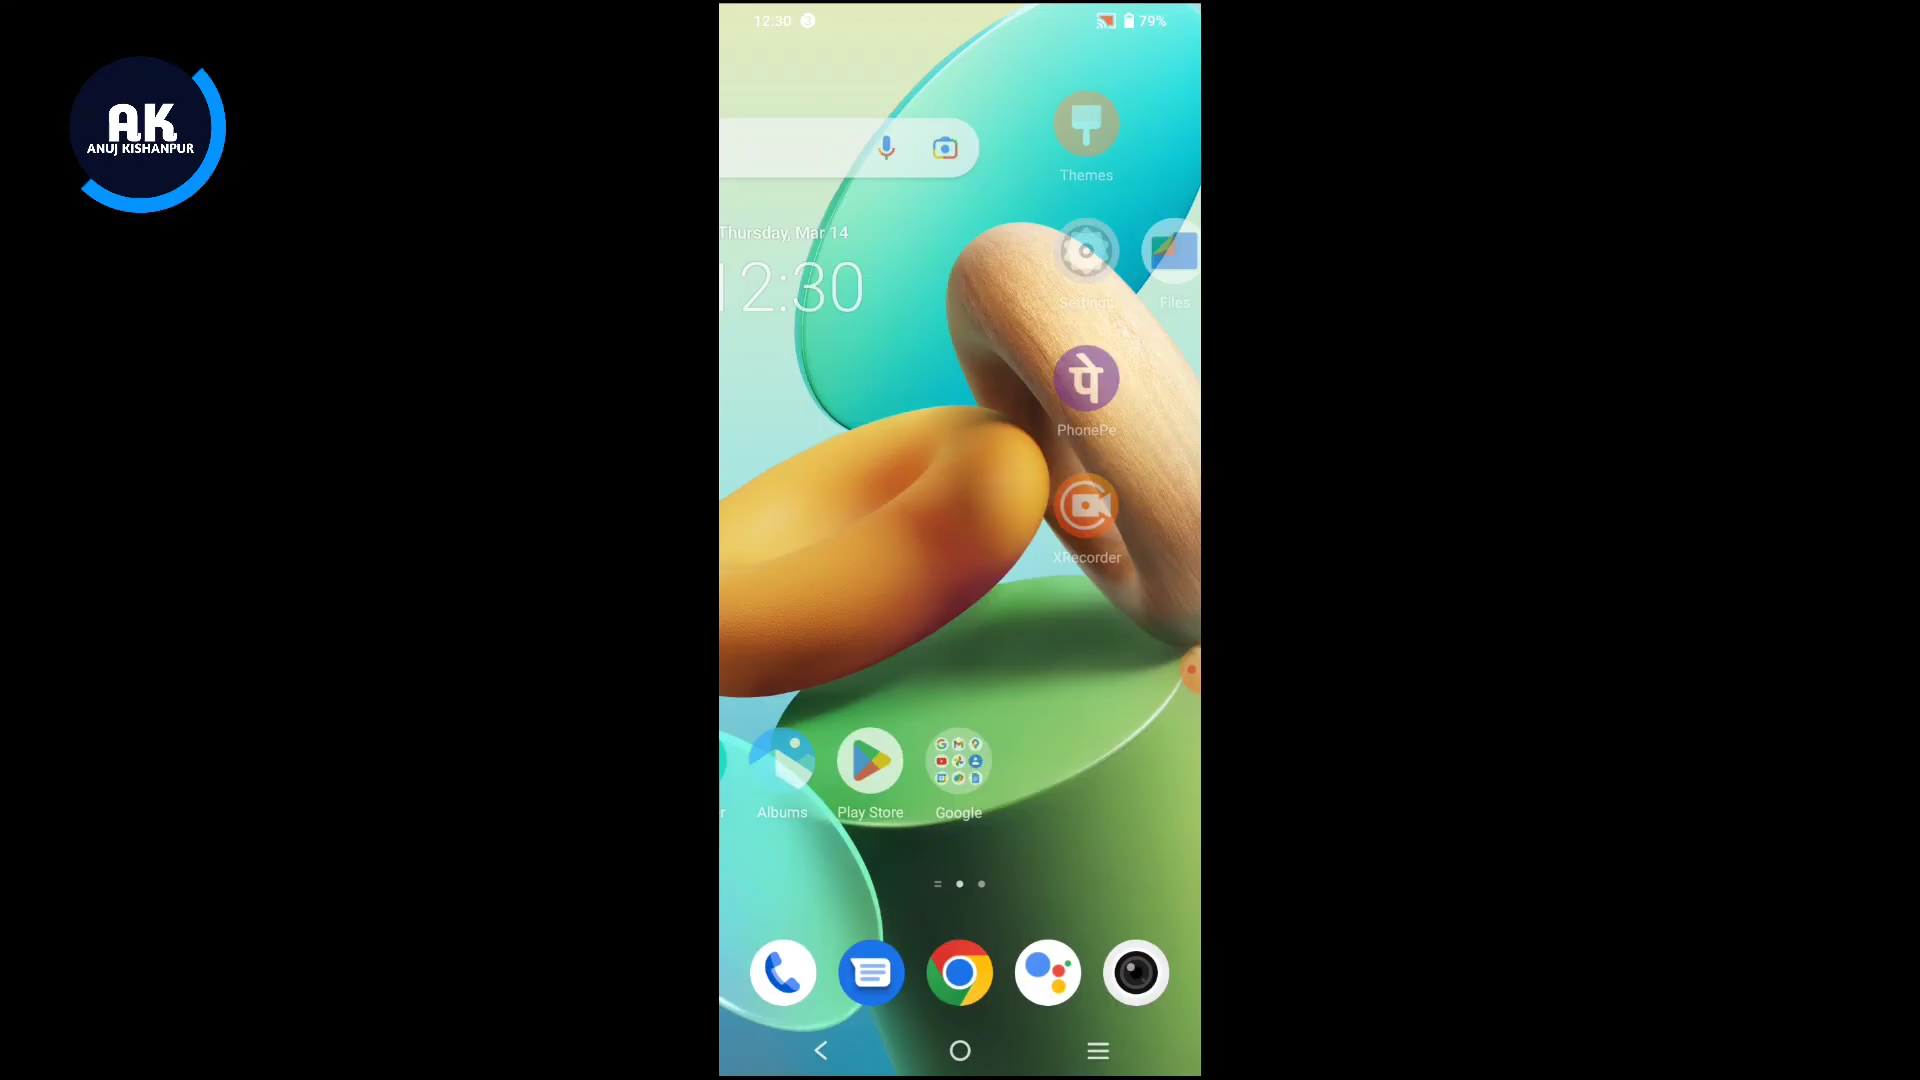 12:30
79%
AK
ANUJ KISHANPUR
Themes
Thursday, Mar 14
12:30
Settings
Files
पे
PhonePe
XRecorder
r
Albums
Play Store
Google